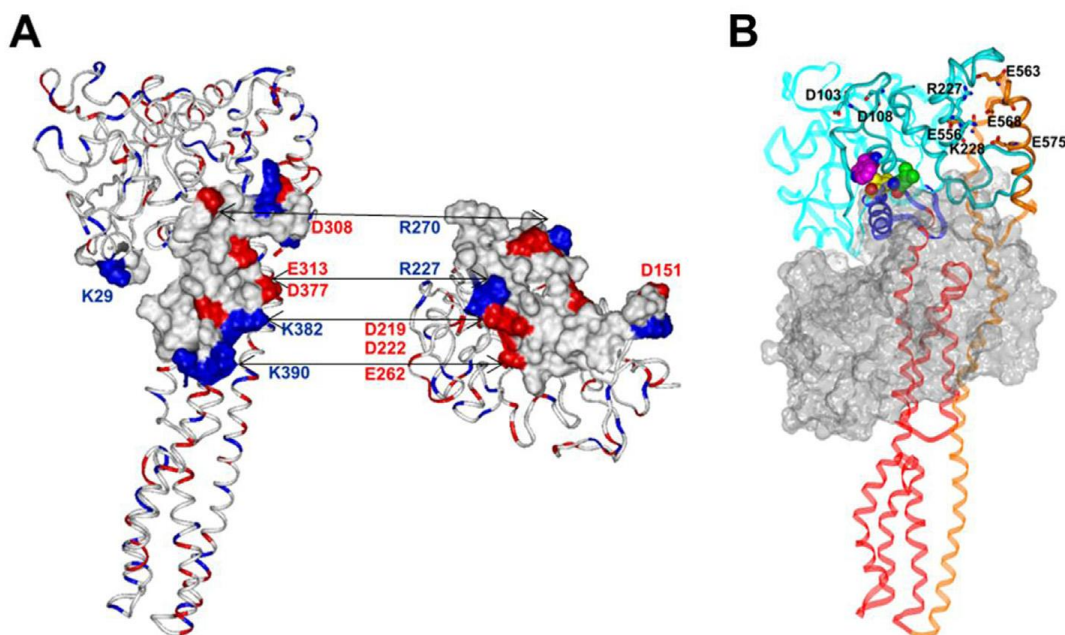 A
D308
R270
K29
E313
D377
R227
D151
K382
D219
D222
K390
E262
B
D103
D108
R227
E563
E568
E556
K228
E575